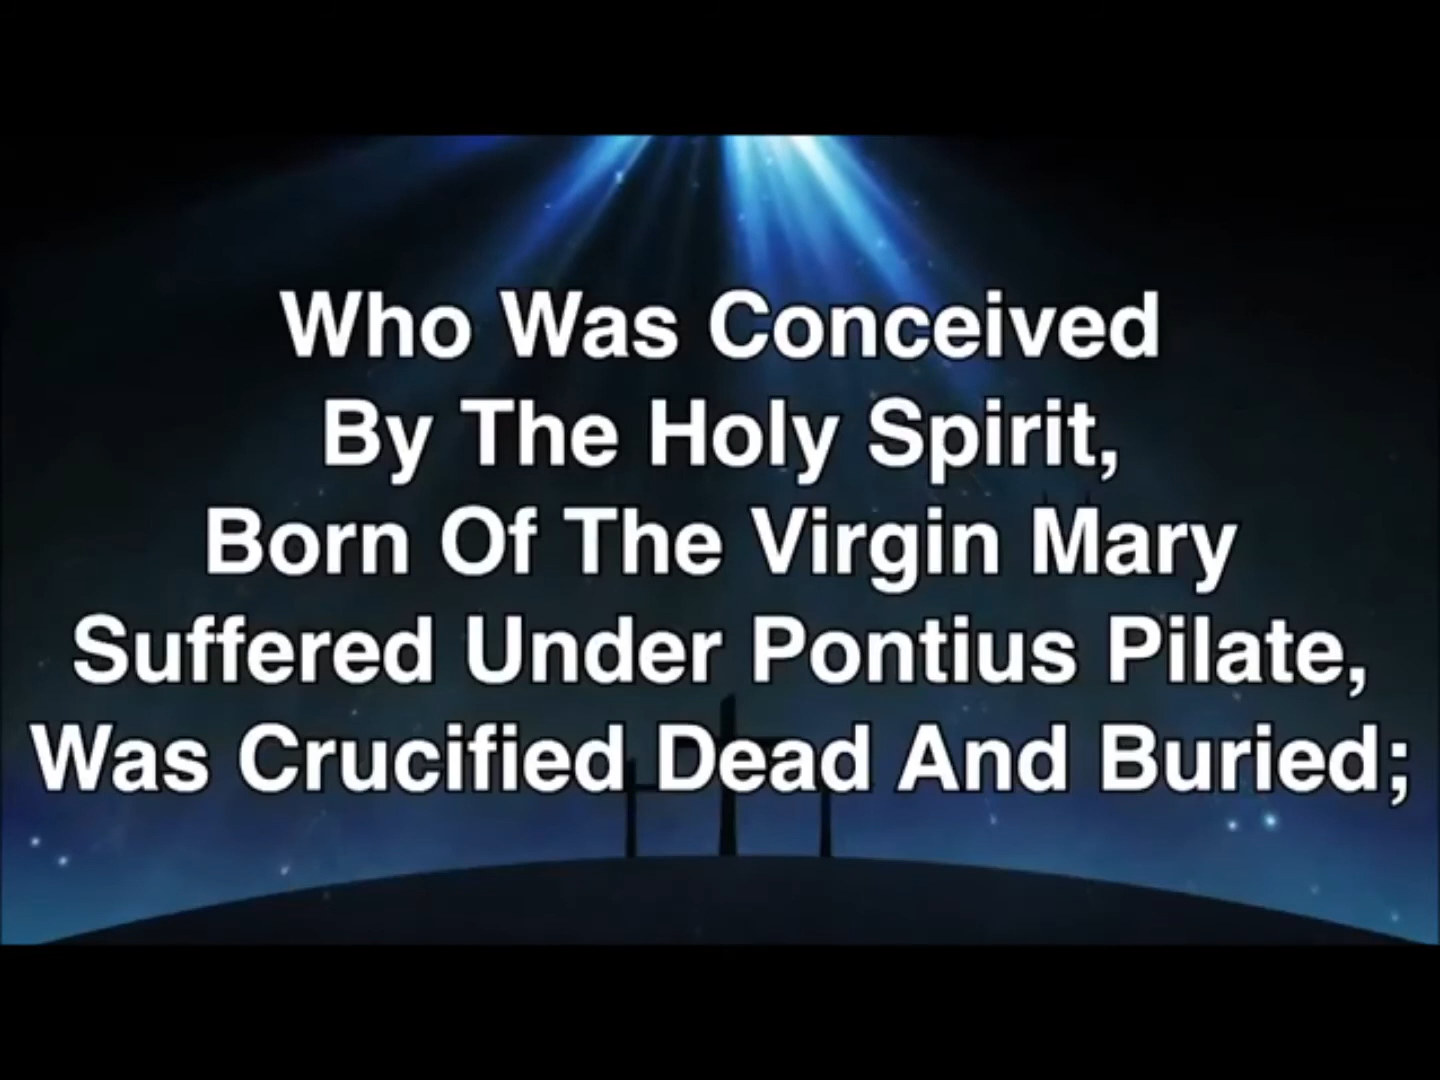 Who Was Conceived
By The Holy Spirit,
Born Of The Virgin Mary
Suffered Under Pontius Pilate,
Was Crucified Dead And Buried;